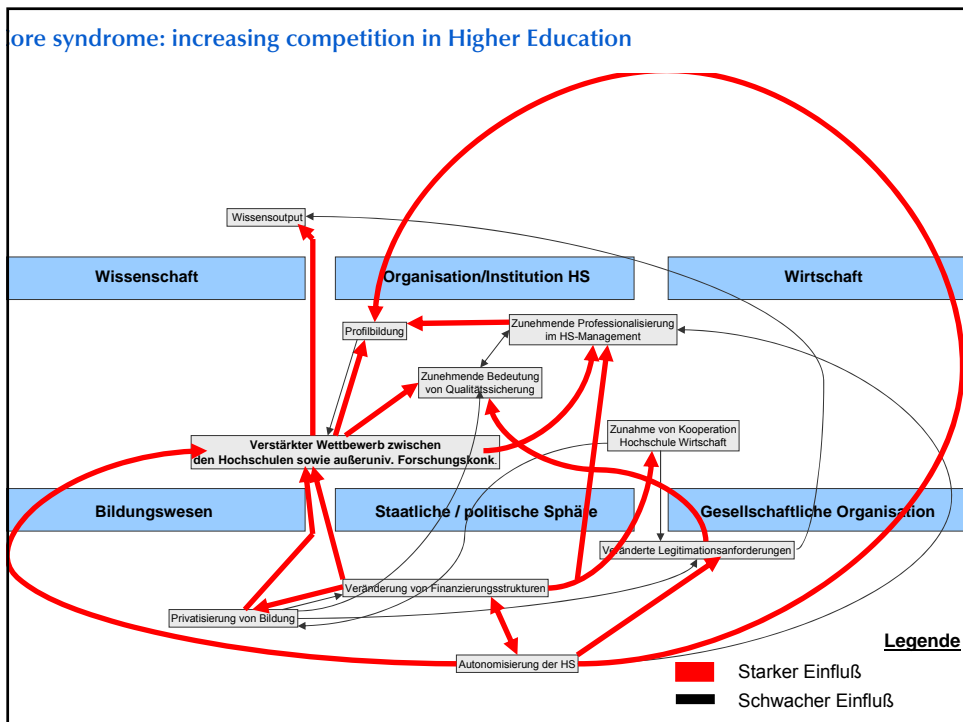 ore syndrome: increasing competition in Higher Education
Wissensoutput
Wissenschaft
Organisation/Institution HS
Wirtschaft
Profilbildung
Zunehmende Professionalisierung
im HS-Management
Zunehmende Bedeutung
von Qualitätssicherung
Zunahme von Kooperation
Hochschule Wirtschaft
Verstärkter Wettbewerb zwischen
den Hochschulen sowie außeruniv. Forschungskonk.
Bildungswesen
Staatliche / politische Sphäre
Gesellschaftliche Organisation
Veränderte Legitimationsanforderungen
Veränderung von Finanzierungsstrukturen
Privatisierung von Bildung
Autonomisierung der HS
Legende
Starker Einfluß
Schwacher Einfluß